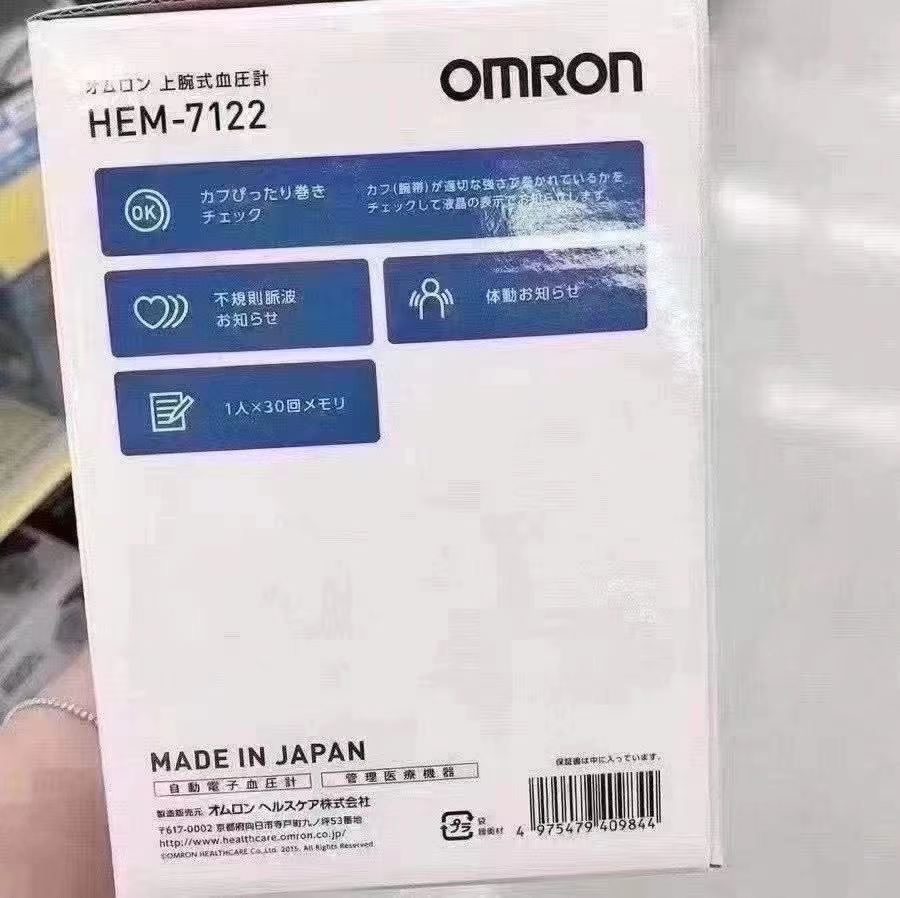 オムロン 上腕式血圧計
OMRON
HEM-7122
OK
カフぴったり巻き
チェック
カフ(腕帯)が適切な強さで巻かれているかを
チェックして液晶の表示でお知らせします。
不規則脈波
お知らせ
体動お知らせ
1人×30回メモリ
MADE IN JAPAN
自動電子血圧計
管理医療機器
製造販売元 オムロン ヘルスケア株式会社
〒617-0002 京都府向日市寺戸町九ノ坪53番地
http://www.healthcare.omron.co.jp/
©OMRON HEALTHCARE Co.,Ltd. 2015. All Rights Reserved.
保証書は中に入っています。
プラ
袋
緩衝材
4 975479 409844